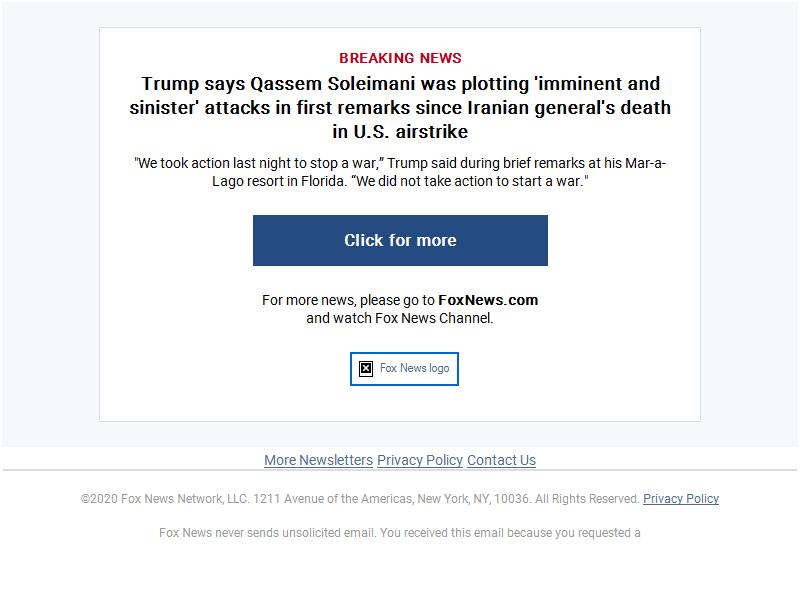 BREAKING NEWS
Trump says Qassem Soleimani was plotting 'imminent and
sinister' attacks in first remarks since Iranian general's death
in U.S. airstrike
"We took action last night to stop a war,” Trump said during brief remarks at his Mar-a-
Lago resort in Florida. “We did not take action to start a war."
Click for more
For more news, please go to FoxNews.com
and watch Fox News Channel.
Fox News logo
More Newsletters Privacy Policy Contact Us
©2020 Fox News Network, LLC. 1211 Avenue of the Americas, New York, NY, 10036. All Rights Reserved. Privacy Policy
Fox News never sends unsolicited email. You received this email because you requested a